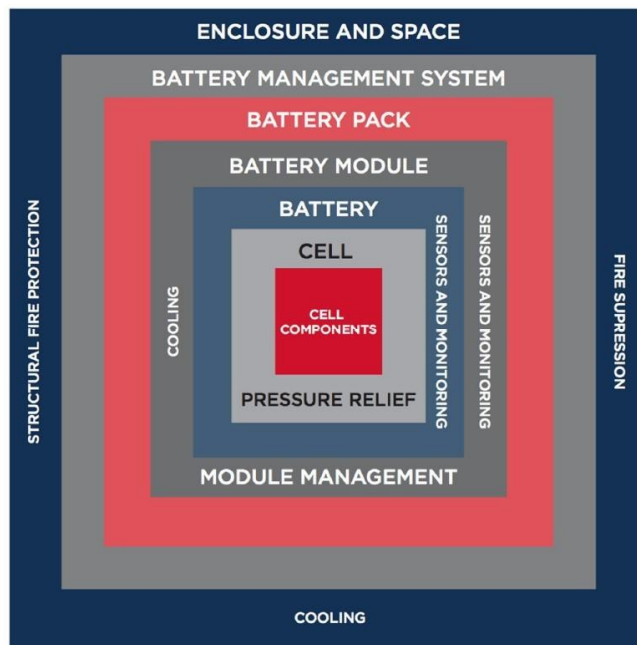 ENCLOSURE AND SPACE
BATTERY MANAGEMENT SYSTEM
BATTERY PACK
BATTERY MODULE
BATTERY
CELL
CELL
COMPONENTS
PRESSURE RELIEF
MODULE MANAGEMENT
COOLING
STRUCTURAL FIRE PROTECTION
COOLING
SENSORS AND MONITORING
SENSORS AND MONITORING
FIRE SUPRESSION